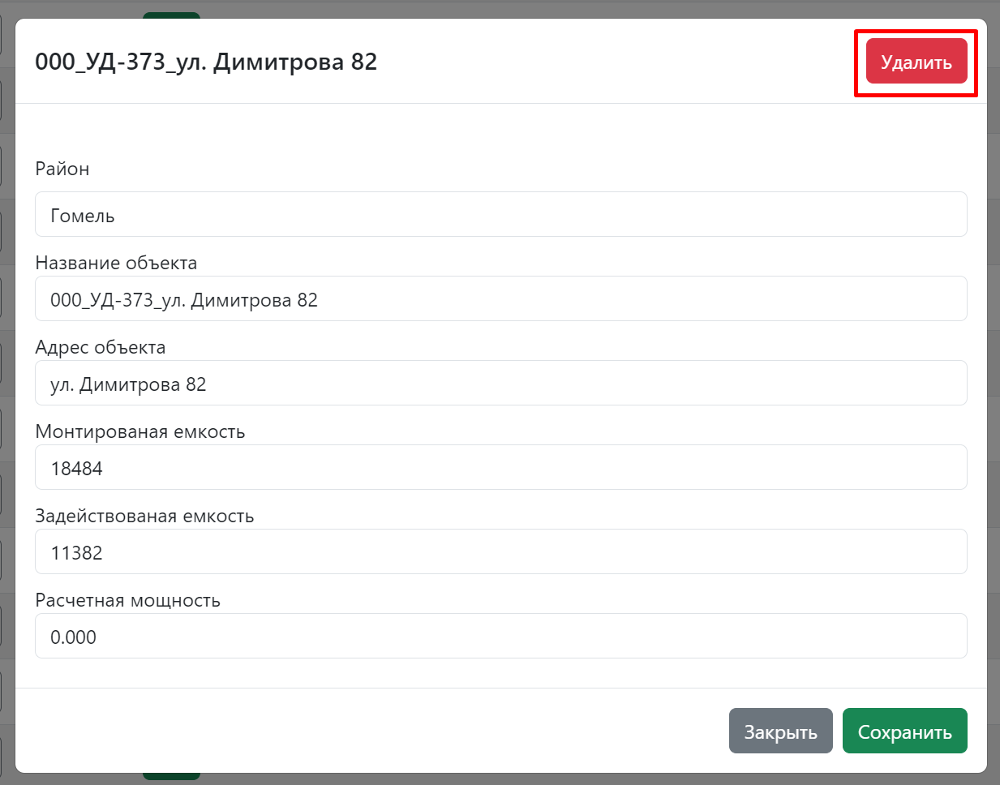 000_УД-373_ул. Димитрова 82
Удалить
Район
Гомель
Название объекта
000_УД-373_ул. Димитрова 82
Адрес объекта
ул. Димитрова 82
Монтированая емкость
18484
Задействованая емкость
11382
Расчетная мощность
0.000
Закрыть
Сохранить